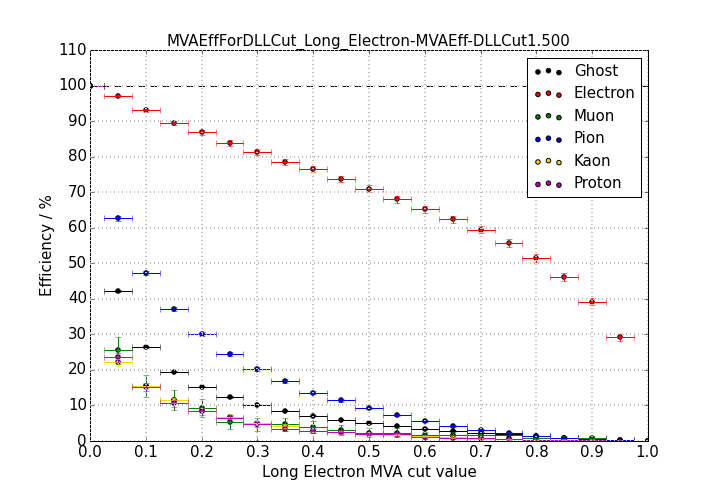 MVAEffForDLLCut_Long_Electron-MVAEff-DLLCut1.500
110
100
90
80
70
60
50
40
30
20
10
0
Efficiency / %
Ghost
Electron
Muon
Pion
Kaon
Proton
0.0 0.1 0.2 0.3 0.4 0.5 0.6 0.7 0.8 0.9 1.0
Long Electron MVA cut value